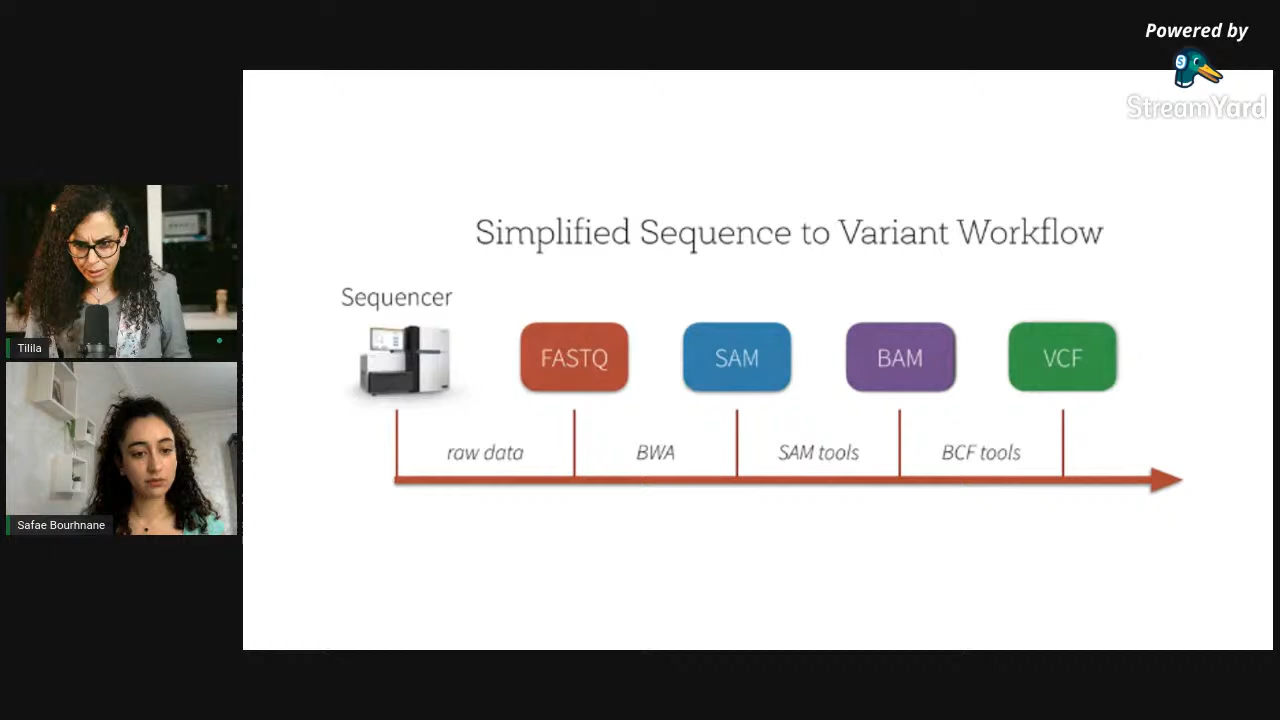 Powered by
StreamYard
Simplified Sequence to Variant Workflow
Sequencer
FASTQ
SAM
BAM
VCF
raw data
BWA
SAM tools
BCF tools
Tilila
Safae Bourhnane